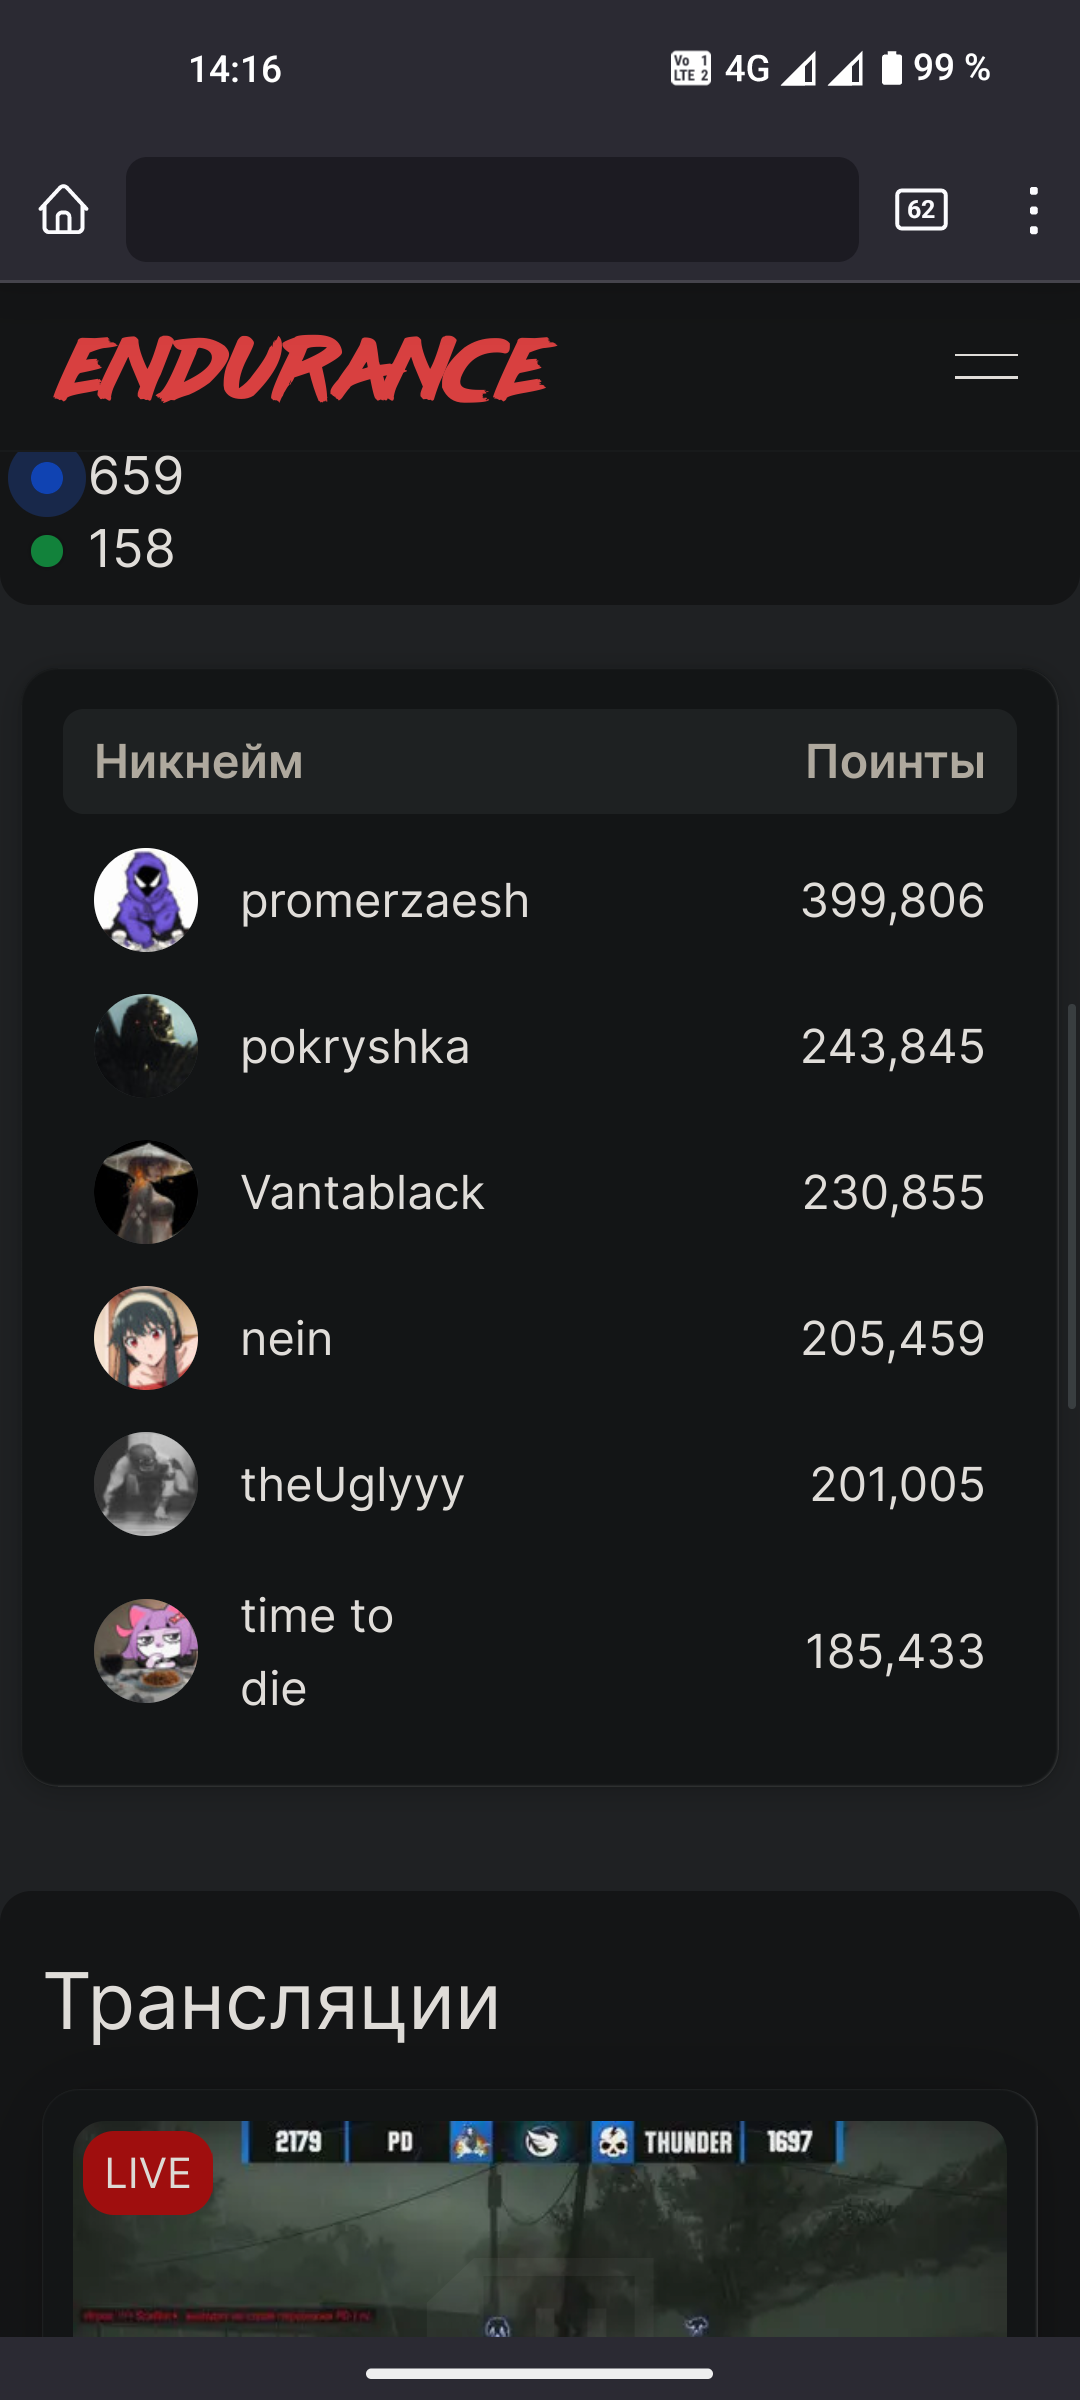 14:16
Vo 1
LTE 2
4G
99 %
62
ENDURANCE
659
158
Никнейм Поинты
promerzaesh 399,806
pokryshka 243,845
Vantablack 230,855
nein 205,459
theUglyyy 201,005
time to
die
185,433
Трансляции
2179 PD THUNDER 1697
LIVE